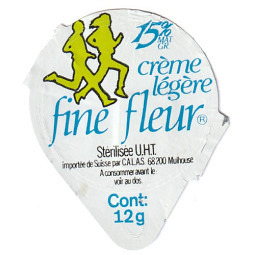 15% MAT. GR.
crème
légère
fine fleur ®
Stérilisée U.H.T.
importée de Suisse par C.A.L.A.S. 68200 Mulhouse
A consommer avant le
voir au dos.
Cont:
12g